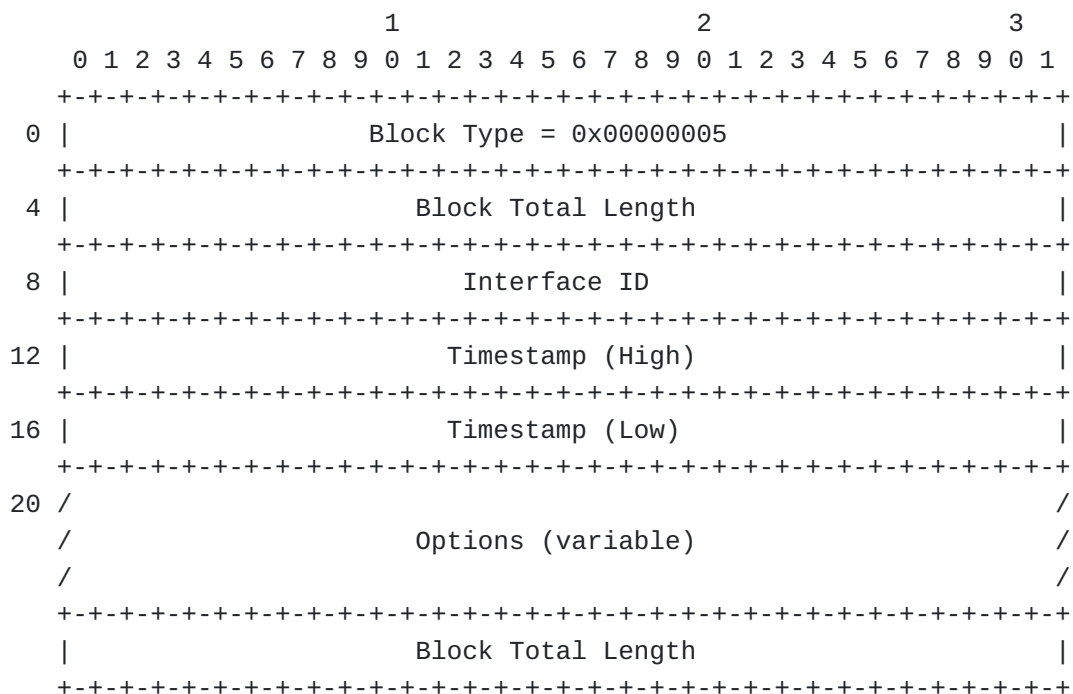 1                   2                   3
    0 1 2 3 4 5 6 7 8 9 0 1 2 3 4 5 6 7 8 9 0 1 2 3 4 5 6 7 8 9 0 1
   +-+-+-+-+-+-+-+-+-+-+-+-+-+-+-+-+-+-+-+-+-+-+-+-+-+-+-+-+-+-+-+-+
 0 |                   Block Type = 0x00000005                     |
   +-+-+-+-+-+-+-+-+-+-+-+-+-+-+-+-+-+-+-+-+-+-+-+-+-+-+-+-+-+-+-+-+
 4 |                      Block Total Length                       |
   +-+-+-+-+-+-+-+-+-+-+-+-+-+-+-+-+-+-+-+-+-+-+-+-+-+-+-+-+-+-+-+-+
 8 |                         Interface ID                          |
   +-+-+-+-+-+-+-+-+-+-+-+-+-+-+-+-+-+-+-+-+-+-+-+-+-+-+-+-+-+-+-+-+
12 |                        Timestamp (High)                       |
   +-+-+-+-+-+-+-+-+-+-+-+-+-+-+-+-+-+-+-+-+-+-+-+-+-+-+-+-+-+-+-+-+
16 |                        Timestamp (Low)                        |
   +-+-+-+-+-+-+-+-+-+-+-+-+-+-+-+-+-+-+-+-+-+-+-+-+-+-+-+-+-+-+-+-+
20 /                                                               /
   /                      Options (variable)                       /
   /                                                               /
   +-+-+-+-+-+-+-+-+-+-+-+-+-+-+-+-+-+-+-+-+-+-+-+-+-+-+-+-+-+-+-+-+
   |                      Block Total Length                       |
   +-+-+-+-+-+-+-+-+-+-+-+-+-+-+-+-+-+-+-+-+-+-+-+-+-+-+-+-+-+-+-+-+